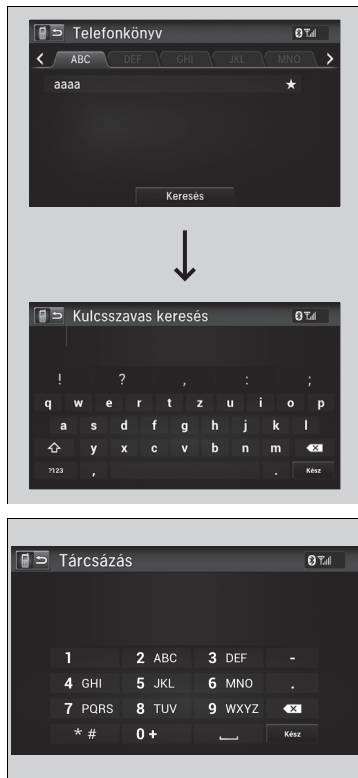 Telefonkönyv
ABC DEF GHI JKL MNO
aaaa ★
Keresés
Kulcsszavas keresés
! ? , : ;
q w e r t z u i o p
a s d f g h j k l
y x c v b n m
?123 , . Kész
Tárcsázás
1 2 ABC 3 DEF -
4 GHI 5 JKL 6 MNO .
7 PQRS 8 TUV 9 WXYZ
* # 0 + Kész